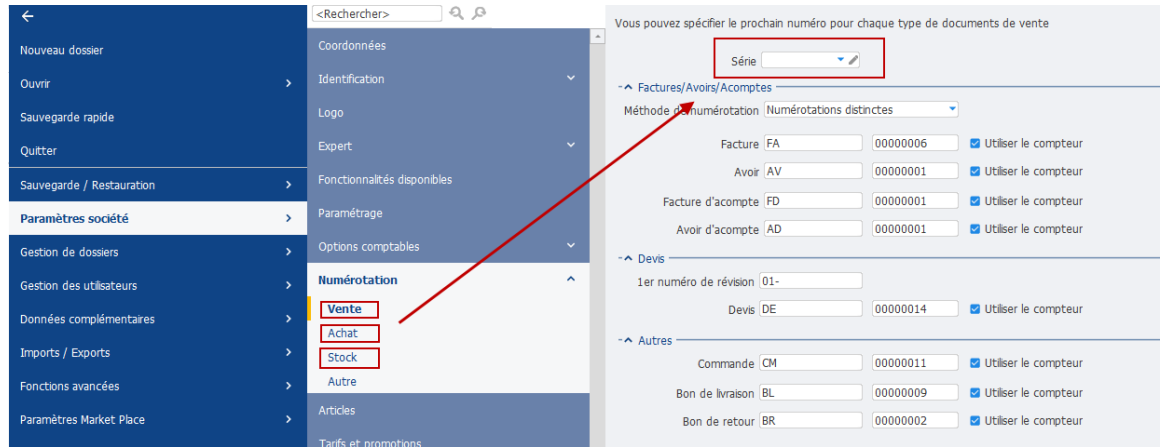 Nouveau dossier
Ouvrir
Sauvegarde rapide
Quitter
Sauvegarde / Restauration
Paramètres société
Gestion de dossiers
Gestion des utilisateurs
Données complémentaires
Imports / Exports
Fonctions avancées
Paramètres Market Place
<Rechercher>
Coordonnées
Identification
Logo
Expert
Fonctionnalités disponibles
Paramétrage
Options comptables
Numérotation
Vente
Achat
Stock
Autre
Articles
Tarifs et promotions
Vous pouvez spécifier le prochain numéro pour chaque type de documents de vente
Série
Factures/Avoirs/Acomptes
Méthode de numérotation Numérotations distinctes
Facture FA 00000006 Utiliser le compteur
Avoir AV 00000001 Utiliser le compteur
Facture d'acompte FD 00000001 Utiliser le compteur
Avoir d'acompte AD 00000001 Utiliser le compteur
Devis
1er numéro de révision 01-
Devis DE 00000014 Utiliser le compteur
Autres
Commande CM 00000011 Utiliser le compteur
Bon de livraison BL 00000009 Utiliser le compteur
Bon de retour BR 00000002 Utiliser le compteur